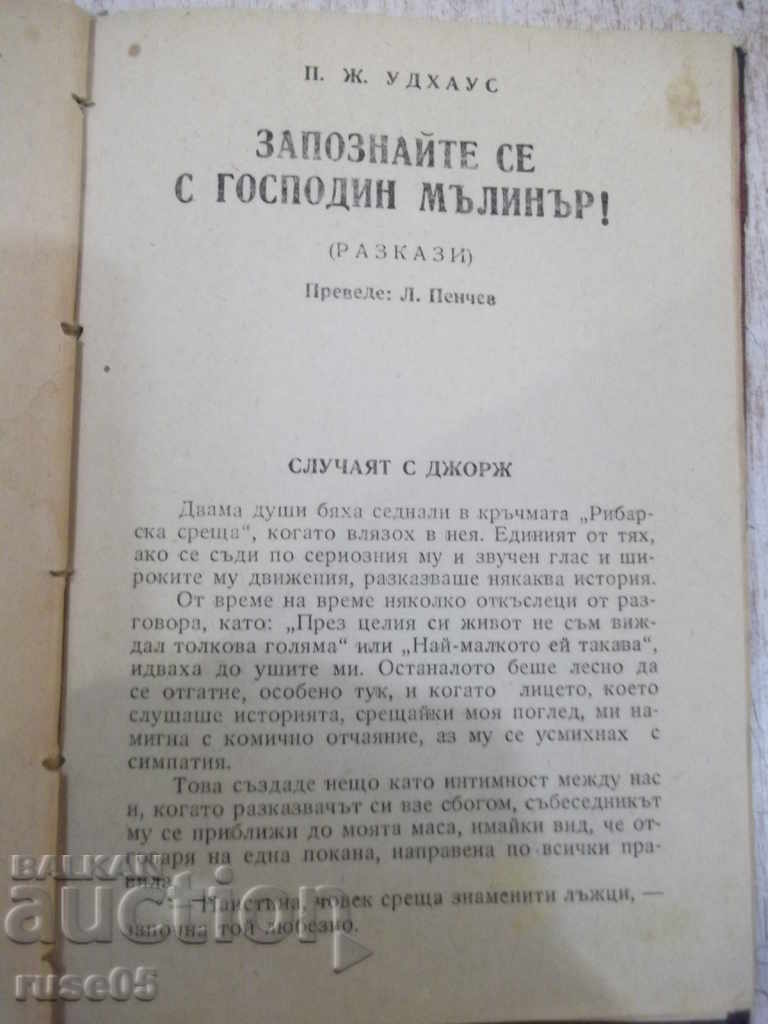 П. Ж. УДХАУС
ЗАПОЗНАЙТЕ СЕ
С ГОСПОДИН МЪЛИНЪР!
(РАЗКАЗИ)
Преведе: Л. Пенчев
СЛУЧАЯТ С ДЖОРЖ
Двама души бяха седнали в кръчмата „Рибар-
ска среща“, когато влязох в нея. Единият от тях,
ако се съди по сериозния му и звучен глас и ши-
роките му движения, разказваше някаква история.
От време на време няколко откъслеци от раз-
говора, като: „През целия си живот не съм виж-
дал толкова голяма“ или „Най-малкото ей такава“,
идваха до ушите ми. Останалото беше лесно да
се отгатне, особено тук, и когато лицето, което
слушаше историята, срещайки моя поглед, ми на-
мигна с комично отчаяние, аз му се усмихнах с
симпатия.
Това създаде нещо като интимност между нас
и, когато разказвачът си взе сбогом, събеседникът
му се приближи до моята маса, имайки вид, че от-
говаря на една покана, направена по всички пра-
вила.
— Наистина, човек среща знаменити лъжци, —
започна той любезно.
BALKAN
auction
ruse05